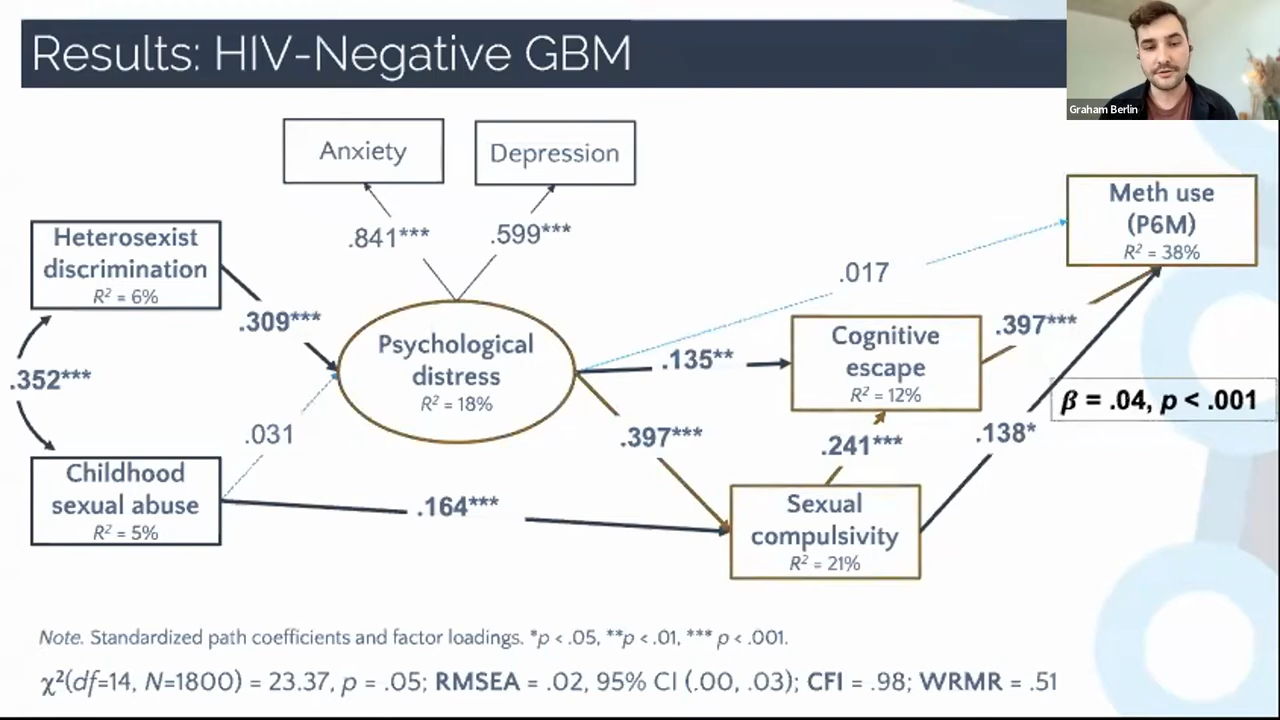 Results: HIV-Negative GBM
Graham Berlin
Anxiety
Depression
.841***
.599***
Heterosexist
discrimination
R² = 6%
.309***
.352***
.031
Childhood
sexual abuse
R² = 5%
Psychological
distress
R² = 18%
.164***
.017
.135**
.397***
Cognitive
escape
R² = 12%
.241***
Sexual
compulsivity
R² = 21%
.397***
.138*
Meth use
(P6M)
R² = 38%
β = .04, p < .001
Note. Standardized path coefficients and factor loadings. *p < .05, **p < .01, *** p < .001.
χ²(df=14, N=1800) = 23.37, p = .05; RMSEA = .02, 95% CI (.00, .03); CFI = .98; WRMR = .51